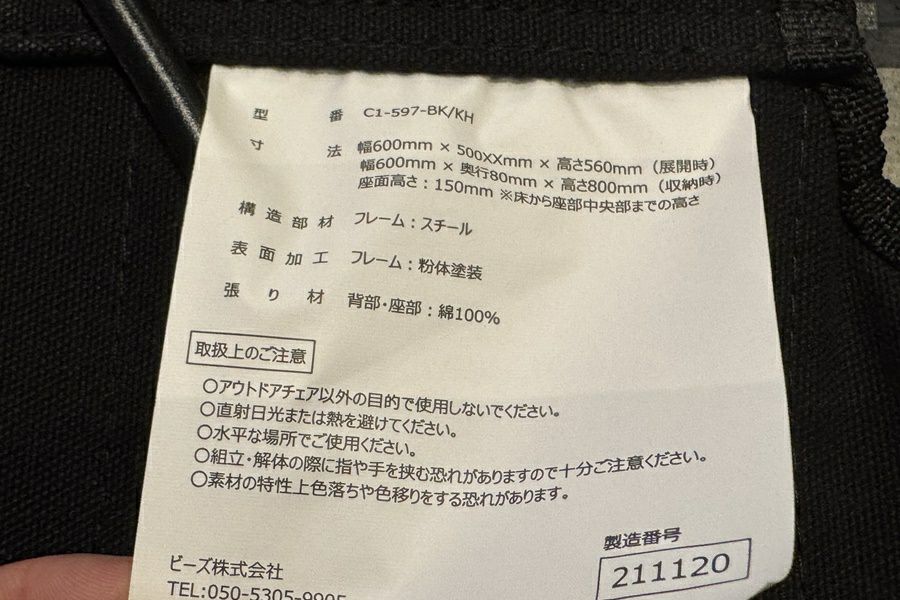 型番 C1-597-BK/KH
寸法 幅600mm × 500XXmm × 高さ560mm（展開時）
幅600mm × 奥行80mm × 高さ800mm（収納時）
座面高さ：150mm ※床から座部中央部までの高さ
構造部材 フレーム：スチール
表面加工 フレーム：粉体塗装
張り材 背部・座部：綿100%
取扱上のご注意
○アウトドアチェア以外の目的で使用しないでください。
○直射日光または熱を避けてください。
○水平な場所でご使用ください。
○組立・解体の際に指や手を挟む恐れがありますので十分ご注意ください。
○素材の特性上色落ちや色移りをする恐れがあります。
製造番号
211120
ビーズ株式会社
TEL:050-5305-9905